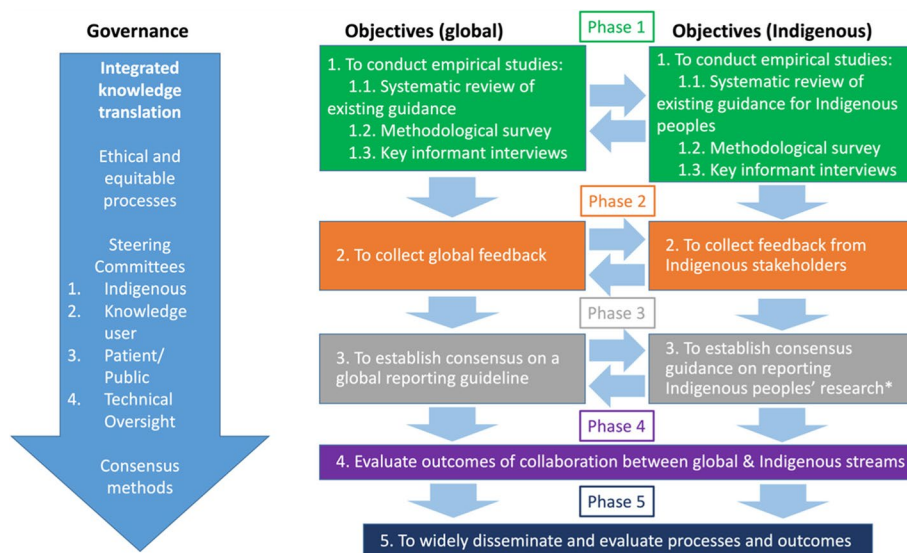 Governance
Integrated
knowledge
translation
Ethical and
equitable
processes
Steering
Committees
1. Indigenous
2. Knowledge
user
3. Patient/
Public
4. Technical
Oversight
Consensus
methods
Objectives (global)
Phase 1
Objectives (Indigenous)
1. To conduct empirical studies:
1.1. Systematic review of
existing guidance
1.2. Methodological survey
1.3. Key informant interviews
1. To conduct empirical studies:
1.1. Systematic review of
existing guidance for Indigenous
peoples
1.2. Methodological survey
1.3. Key informant interviews
Phase 2
2. To collect global feedback
2. To collect feedback from
Indigenous stakeholders
Phase 3
3. To establish consensus on a
global reporting guideline
3. To establish consensus
guidance on reporting
Indigenous peoples’ research*
Phase 4
4. Evaluate outcomes of collaboration between global & Indigenous streams
Phase 5
5. To widely disseminate and evaluate processes and outcomes